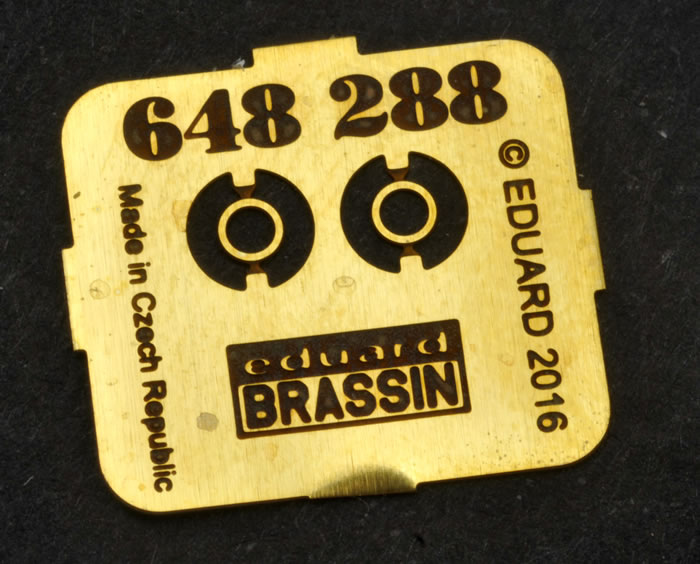 648 288
Made in Czech Republic
© EDUARD 2016
eduard
BRASSIN